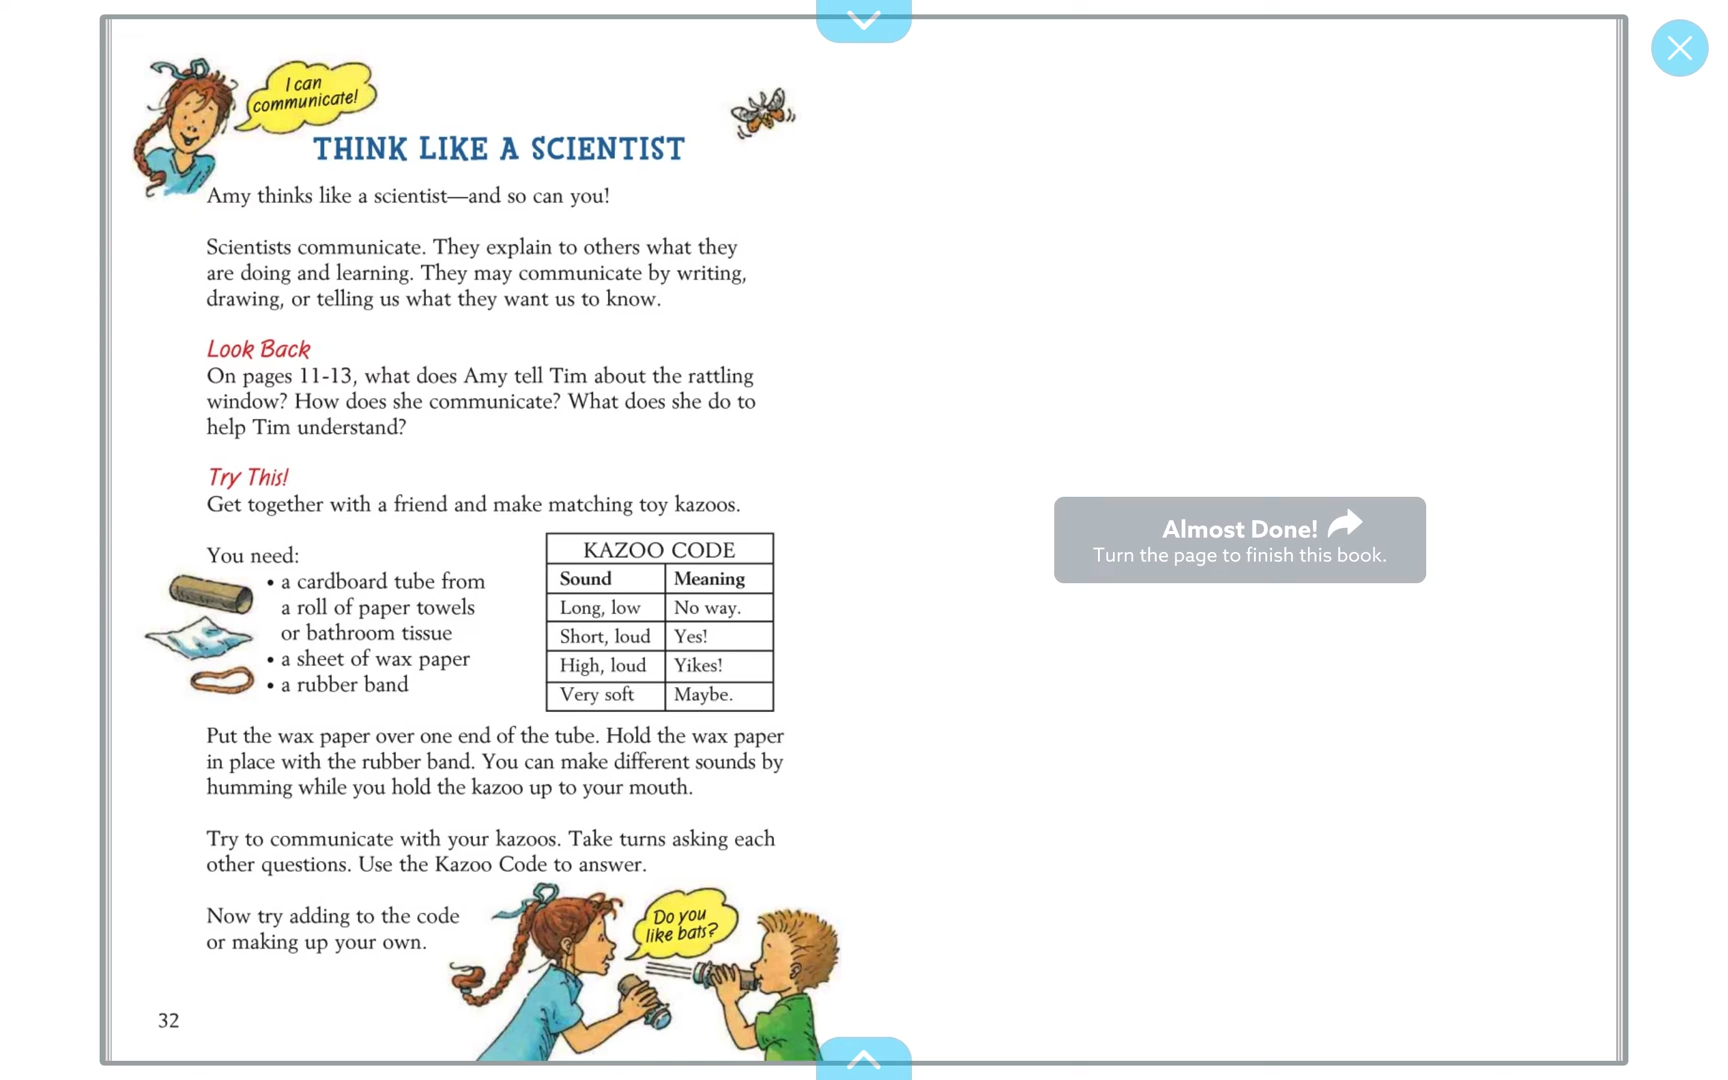 I can
communicate!
THINK LIKE A SCIENTIST
Amy thinks like a scientist—and so can you!
Scientists communicate. They explain to others what they
are doing and learning. They may communicate by writing,
drawing, or telling us what they want us to know.
Look Back
On pages 11-13, what does Amy tell Tim about the rattling
window? How does she communicate? What does she do to
help Tim understand?
Try This!
Get together with a friend and make matching toy kazoos.
You need:
• a cardboard tube from
a roll of paper towels
or bathroom tissue
• a sheet of wax paper
• a rubber band
KAZOO CODE
Sound Meaning
Long, low No way.
Short, loud Yes!
High, loud Yikes!
Very soft Maybe.
Put the wax paper over one end of the tube. Hold the wax paper
in place with the rubber band. You can make different sounds by
humming while you hold the kazoo up to your mouth.
Try to communicate with your kazoos. Take turns asking each
other questions. Use the Kazoo Code to answer.
Now try adding to the code
or making up your own.
Do you
like bats?
32
Almost Done!
Turn the page to finish this book.